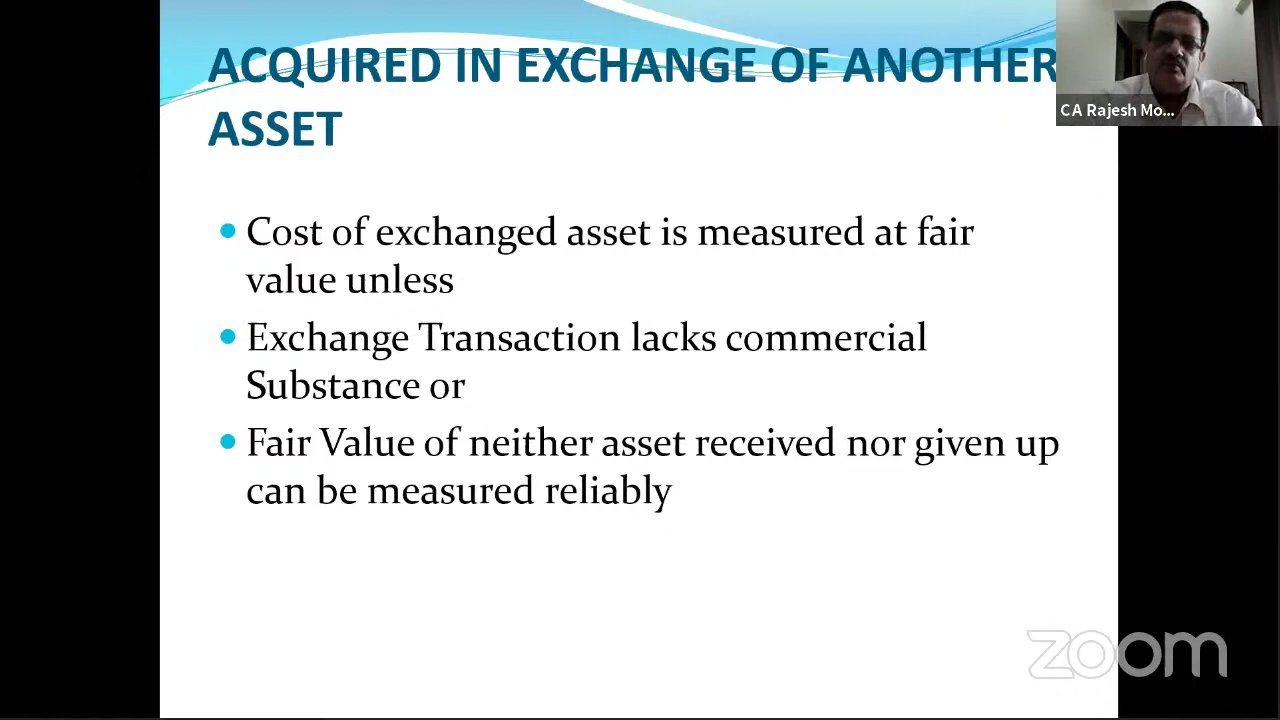 ACQUIRED IN EXCHANGE OF ANOTHER
ASSET
CA Rajesh Mo...
• Cost of exchanged asset is measured at fair
value unless
• Exchange Transaction lacks commercial
Substance or
• Fair Value of neither asset received nor given up
can be measured reliably
zoom